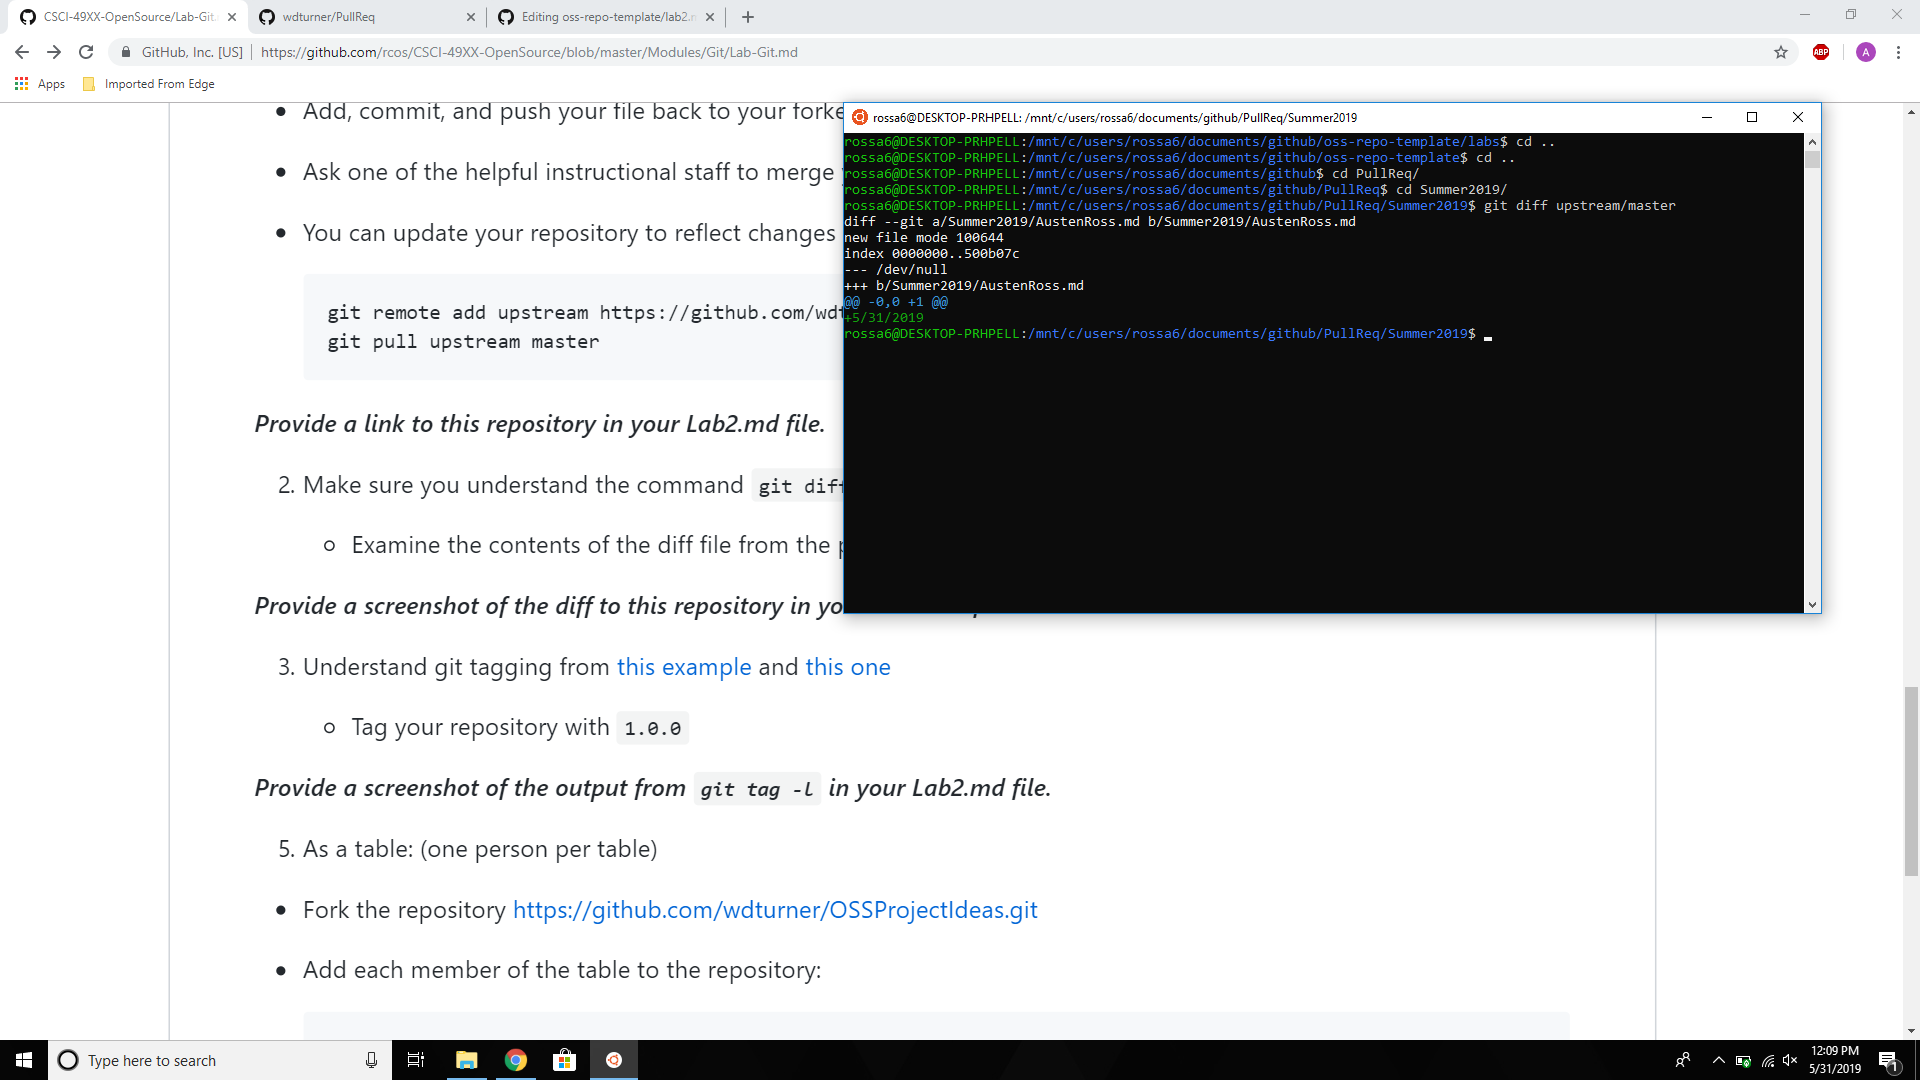 CSCI-49XX-OpenSource/Lab-Git.
wdturner/PullReq
Editing oss-repo-template/lab2.m
GitHub, Inc. [US]
https://github.com/rcos/CSCI-49XX-OpenSource/blob/master/Modules/Git/Lab-Git.md
ABP
A
Apps
Imported From Edge
Add, commit, and push your file back to your forke
Ask one of the helpful instructional staff to merge
You can update your repository to reflect changes
git remote add upstream https://github.com/wdt
git pull upstream master
Provide a link to this repository in your Lab2.md file.
2. Make sure you understand the command git diff
Examine the contents of the diff file from the p
Provide a screenshot of the diff to this repository in yo
3. Understand git tagging from this example and this one
Tag your repository with 1.0.0
Provide a screenshot of the output from git tag -l in your Lab2.md file.
5. As a table: (one person per table)
Fork the repository https://github.com/wdturner/OSSProjectIdeas.git
Add each member of the table to the repository:
rossa6@DESKTOP-PRHPELL: /mnt/c/users/rossa6/documents/github/PullReq/Summer2019
rossa6@DESKTOP-PRHPELL:/mnt/c/users/rossa6/documents/github/oss-repo-template/labs$ cd ..
rossa6@DESKTOP-PRHPELL:/mnt/c/users/rossa6/documents/github/oss-repo-template$ cd ..
rossa6@DESKTOP-PRHPELL:/mnt/c/users/rossa6/documents/github$ cd PullReq/
rossa6@DESKTOP-PRHPELL:/mnt/c/users/rossa6/documents/github/PullReq$ cd Summer2019/
rossa6@DESKTOP-PRHPELL:/mnt/c/users/rossa6/documents/github/PullReq/Summer2019$ git diff upstream/master
diff --git a/Summer2019/AustenRoss.md b/Summer2019/AustenRoss.md
new file mode 100644
index 0000000..500b07c
--- /dev/null
+++ b/Summer2019/AustenRoss.md
@@ -0,0 +1 @@
+5/31/2019
rossa6@DESKTOP-PRHPELL:/mnt/c/users/rossa6/documents/github/PullReq/Summer2019$
Type here to search
12:09 PM
5/31/2019
1